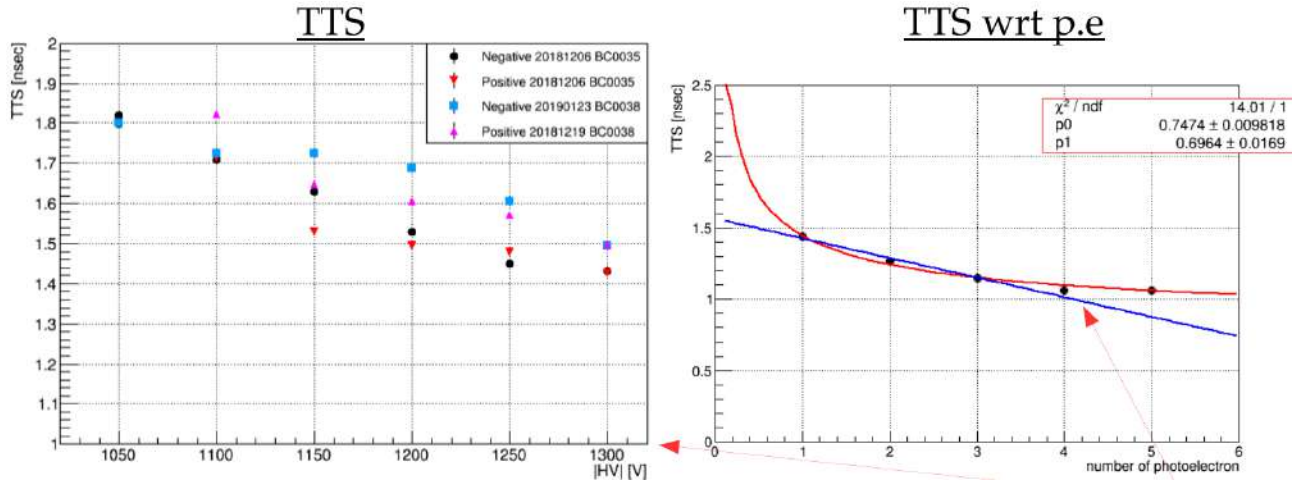 TTS
TTS [nsec]
2
1.9
1.8
1.7
1.6
1.5
1.4
1.3
1.2
1.1
1
Negative 20181206 BC0035
Positive 20181206 BC0035
Negative 20190123 BC0038
Positive 20181219 BC0038
1050 1100 1150 1200 1250 1300
|HV| [V]
TTS wrt p.e
TTS [nsec]
2.5
2
1.5
1
0.5
0
χ² / ndf 14.01 / 1
p0 0.7474 ± 0.009818
p1 0.6964 ± 0.0169
0 1 2 3 4 5 6
number of photoelectron